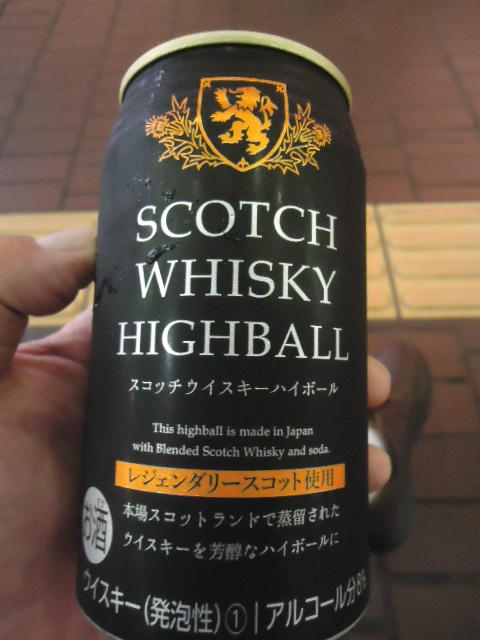 SCOTCH
WHISKY
HIGHBALL
スコッチウイスキーハイボール
This highball is made in Japan
with Blended Scotch Whisky and soda.
レジェンダリースコット使用
本場スコットランドで蒸留された
ウイスキーを芳醇なハイボールに
お酒
ウイスキー(発泡性)①|アルコール分8%